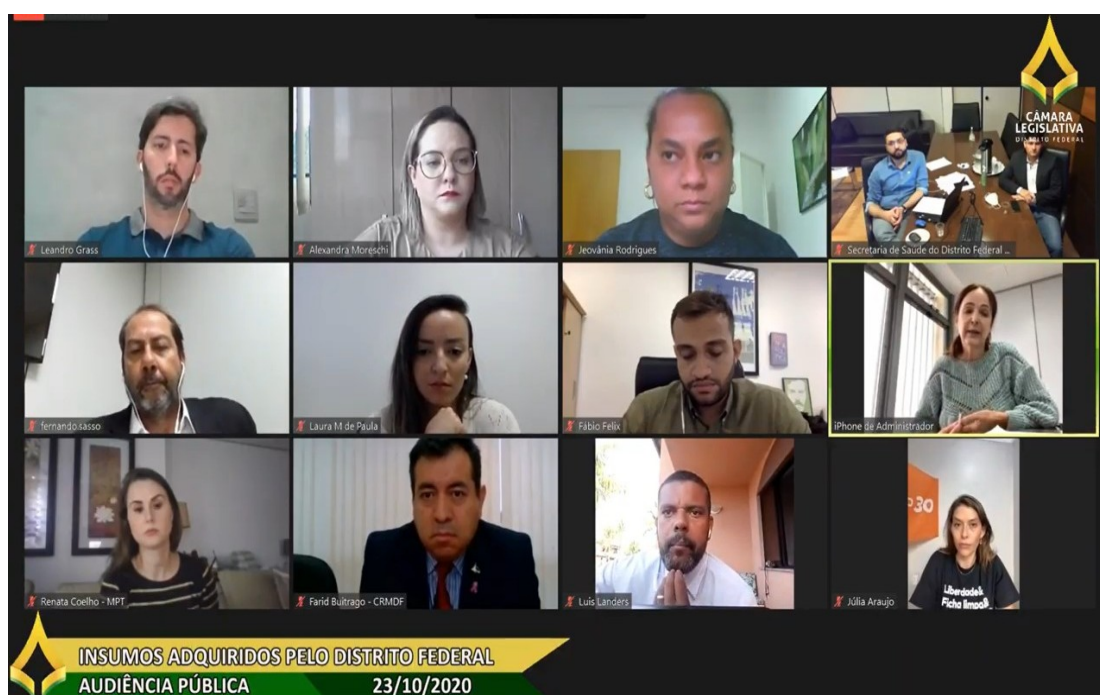 CÂMARA
LEGISLATIVA
DISTRITO FEDERAL
Leandro Grass
Alexandra Moreschi
Jeovânia Rodrigues
Secretaria de Saúde do Distrito Federal ...
fernando.sasso
Laura M de Paula
Fábio Felix
iPhone de Administrador
Renata Coelho - MPT
Farid Buitrago - CRMDF
Luis Landers
Júlia Araujo
30
Ficha limpa
INSUMOS ADQUIRIDOS PELO DISTRITO FEDERAL
AUDIÊNCIA PÚBLICA 23/10/2020